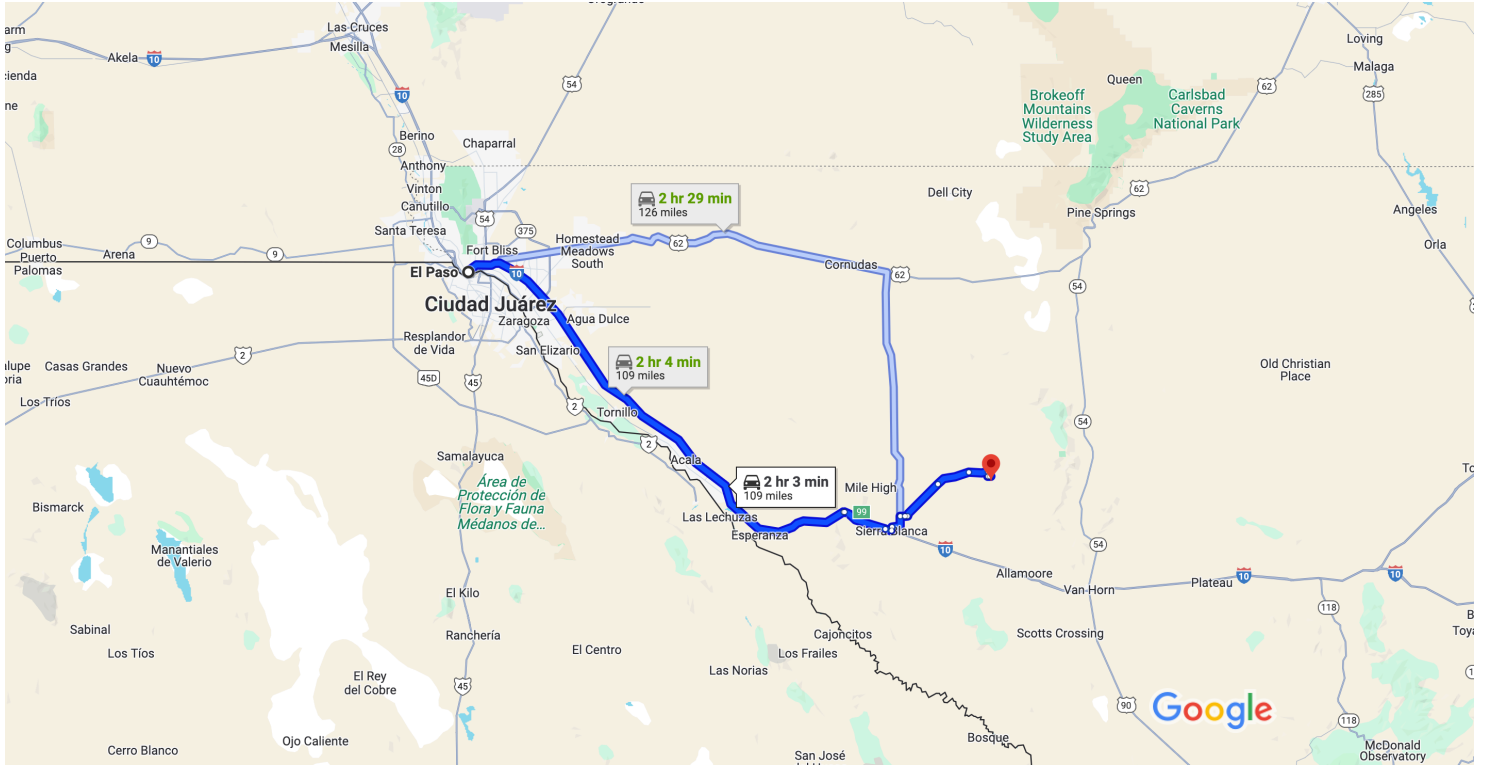 Las Cruces
Mesilla
Akela
10
10
54
Berino
28
Anthony
Chaparral
Vinton
Canutillo
54
Santa Teresa
375
Fort Bliss
Homestead
Meadows
South
2 hr 29 min
126 miles
62
Cornudas
62
Dell City
Brokeoff
Mountains
Wilderness
Study Area
Queen
Carlsbad
Caverns
National Park
62
62
Pine Springs
Loving
Malaga
285
Angeles
Orla
Columbus
Puerto
Palomas
Arena
9
9
El Paso
10
Ciudad Juárez
Zaragoza
Agua Dulce
Resplandor
de Vida
San Elizario
2
Casas Grandes
Nuevo
Cuauhtémoc
Los Tríos
45D
45
2 hr 4 min
109 miles
2
Tornillo
2
Acala
2 hr 3 min
109 miles
Las Lechuzas
Esperanza
Mile High
99
Sierra Blanca
10
54
54
54
Old Christian
Place
Allamoore
Van Horn
Plateau
10
10
118
Samalayuca
Área de
Protección de
Flora y Fauna
Médanos de...
Bismarck
Manantiales
de Valerio
El Kilo
Sabinal
Los Tíos
Ranchería
El Centro
Cajoncitos
Los Frailes
Las Norias
Scotts Crossing
El Rey
del Cobre
45
90
Google
118
Ojo Caliente
Cerro Blanco
Bosque
San José
McDonald
Observatory